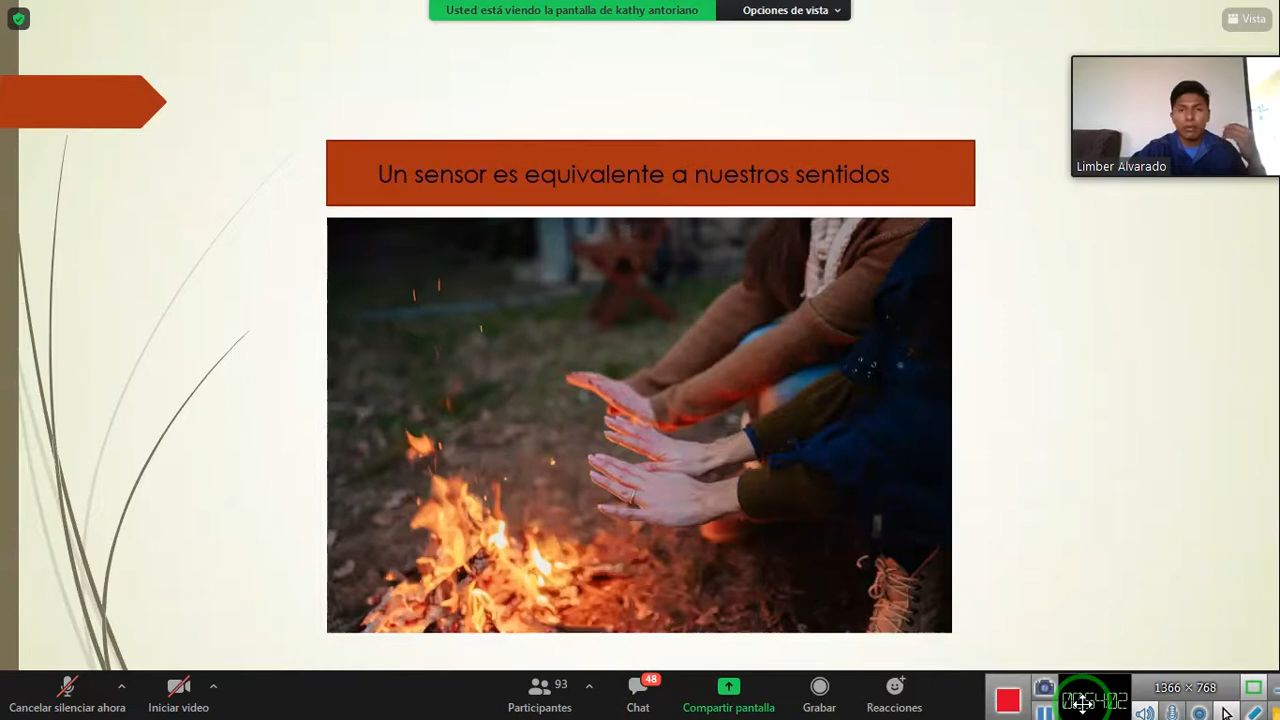 Usted está viendo la pantalla de kathy antoriano
Opciones de vista
Vista
Limber Alvarado
Un sensor es equivalente a nuestros sentidos
Cancelar silenciar ahora
Iniciar video
93
Participantes
48
Chat
Compartir pantalla
Grabar
Reacciones
1366 × 768